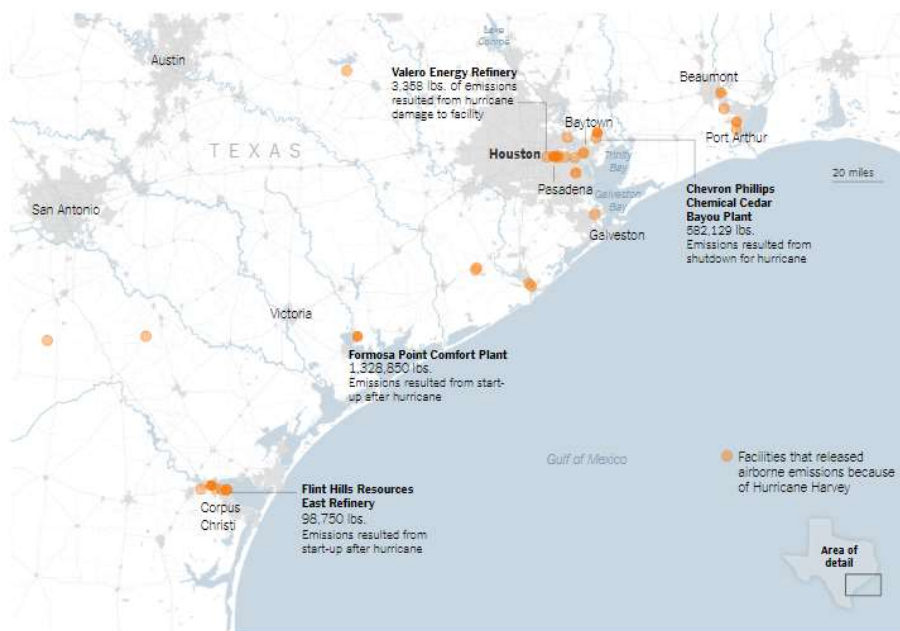 Lake
Conroe
Austin
Valero Energy Refinery
3,358 lbs. of emissions
resulted from hurricane
damage to facility
Beaumont
Baytown
Port Arthur
TEXAS
Houston
Trinity
Bay
20 miles
Pasadena
Galveston
Bay
Chevron Phillips
Chemical Cedar
Bayou Plant
582,129 lbs.
Emissions resulted from
shutdown for hurricane
San Antonio
Galveston
Victoria
Formosa Point Comfort Plant
1,328,850 lbs.
Emissions resulted from start-
up after hurricane
Gulf of Mexico
Facilities that released
airborne emissions because
of Hurricane Harvey
Flint Hills Resources
East Refinery
98,750 lbs.
Emissions resulted from
start-up after hurricane
Corpus
Christi
Area of
detail